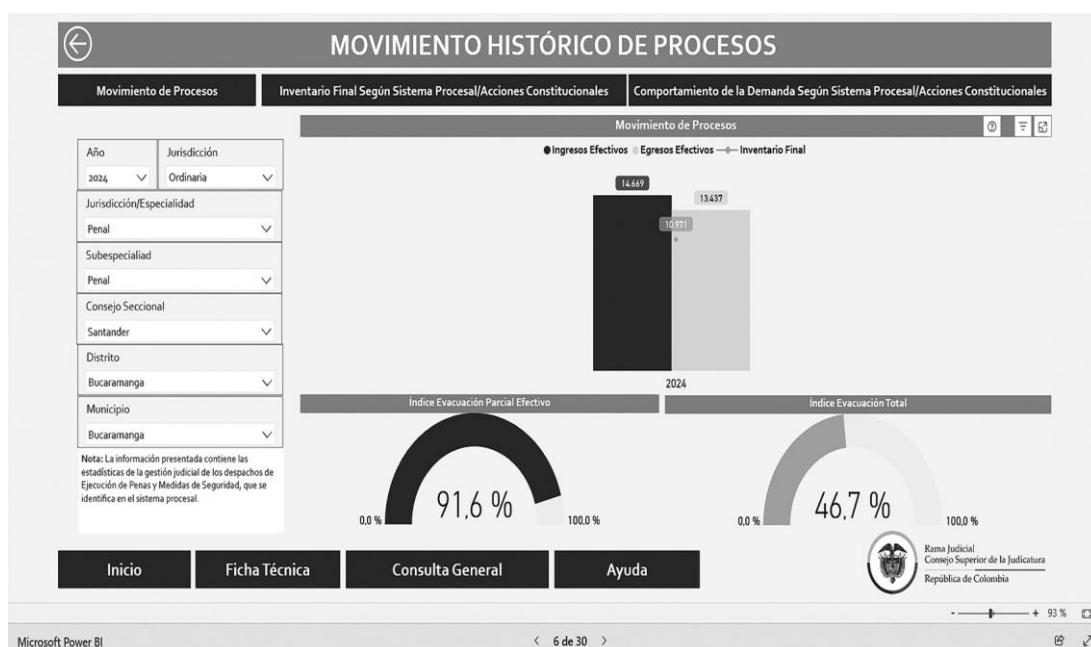 MOVIMIENTO HISTÓRICO DE PROCESOS
Movimiento de Procesos
Inventario Final Según Sistema Procesal/Acciones Constitucionales
Comportamiento de la Demanda Según Sistema Procesal/Acciones Constitucionales
Año
2024
Jurisdicción
Ordinaria
Jurisdicción/Especialidad
Penal
Subespecialiad
Penal
Consejo Seccional
Santander
Distrito
Bucaramanga
Municipio
Bucaramanga
Nota: La información presentada contiene las
estadísticas de la gestión judicial de los despachos de
Ejecución de Penas y Medidas de Seguridad, que se
identifica en el sistema procesal.
Movimiento de Procesos
Ingresos Efectivos Egresos Efectivos Inventario Final
14.669
13.437
10.971
2024
Índice Evacuación Parcial Efectivo
91,6 %
0,0 %
100,0 %
Índice Evacuación Total
46,7 %
0,0 %
100,0 %
Inicio
Ficha Técnica
Consulta General
Ayuda
Rama Judicial
Consejo Superior de la Judicatura
República de Colombia
- + 93 %
Microsoft Power BI
< 6 de 30 >